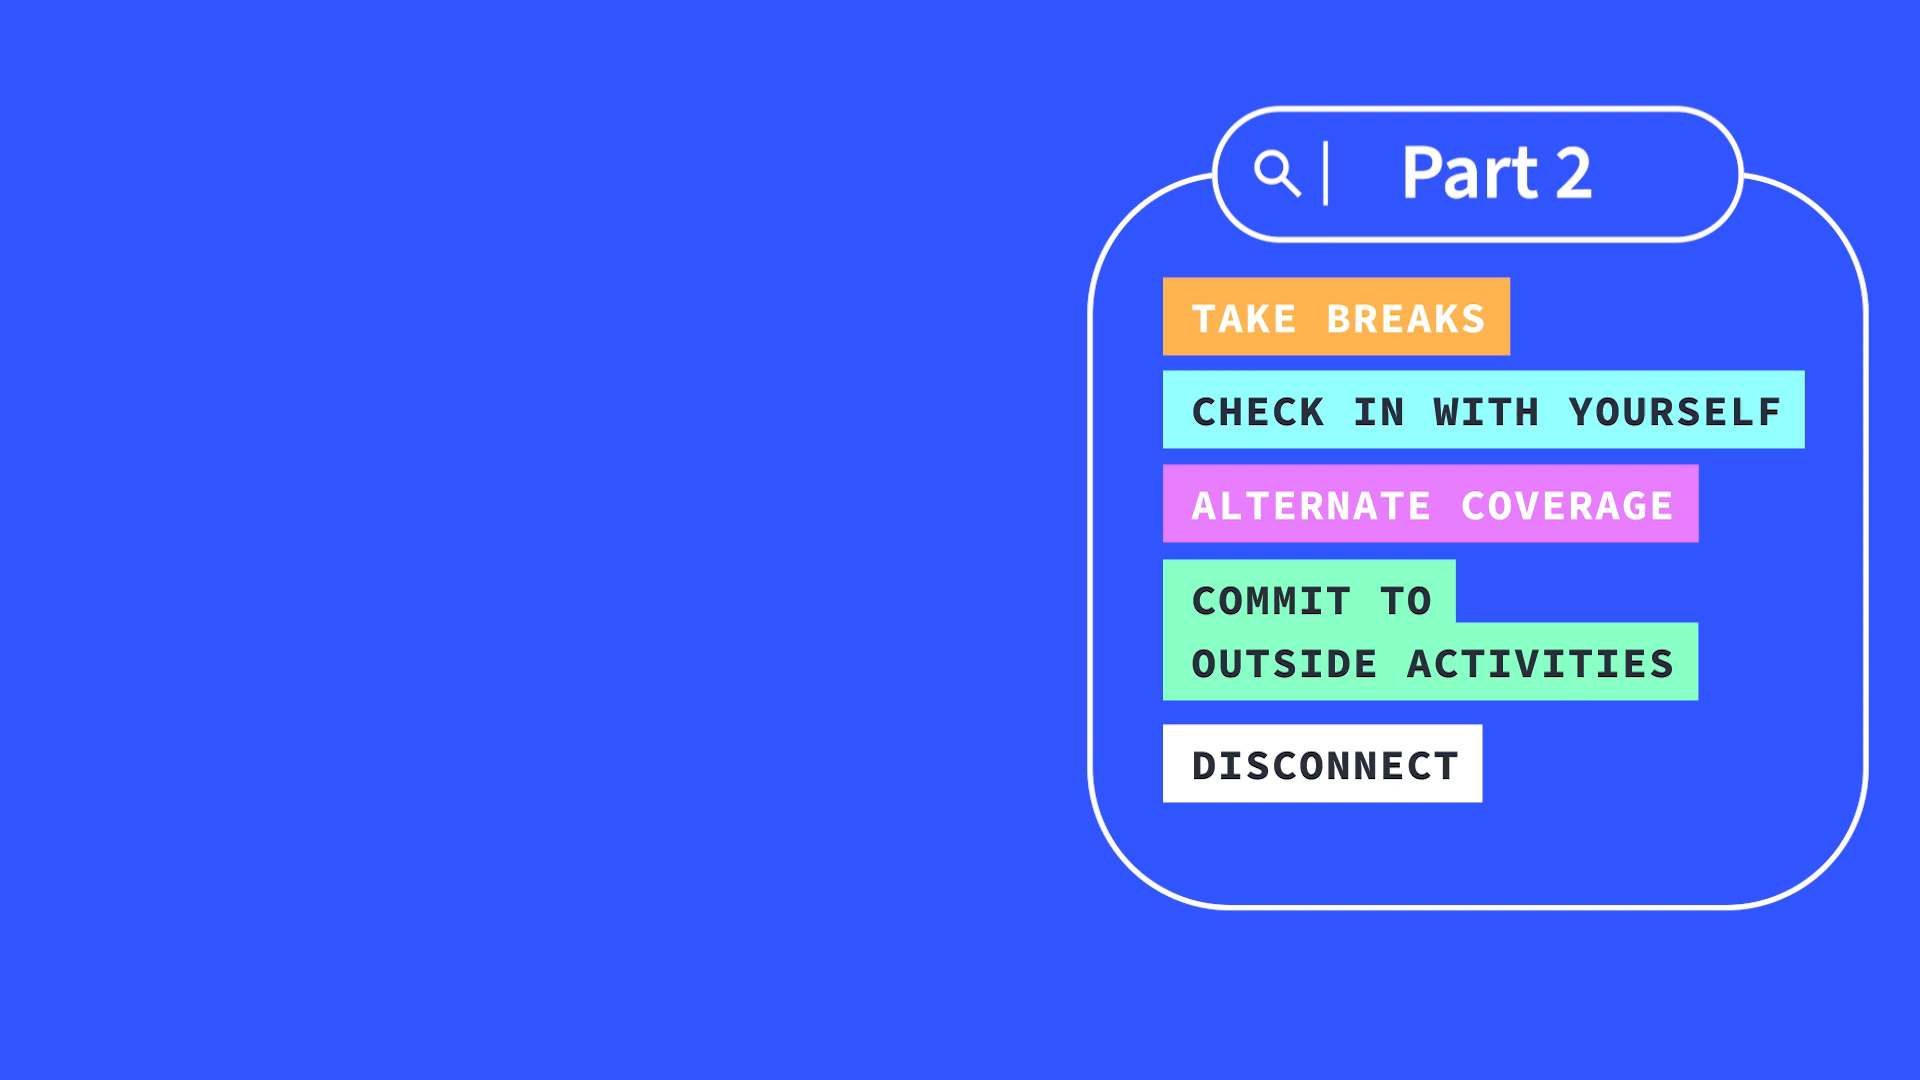 Part 2
TAKE BREAKS
CHECK IN WITH YOURSELF
ALTERNATE COVERAGE
COMMIT TO
OUTSIDE ACTIVITIES
DISCONNECT